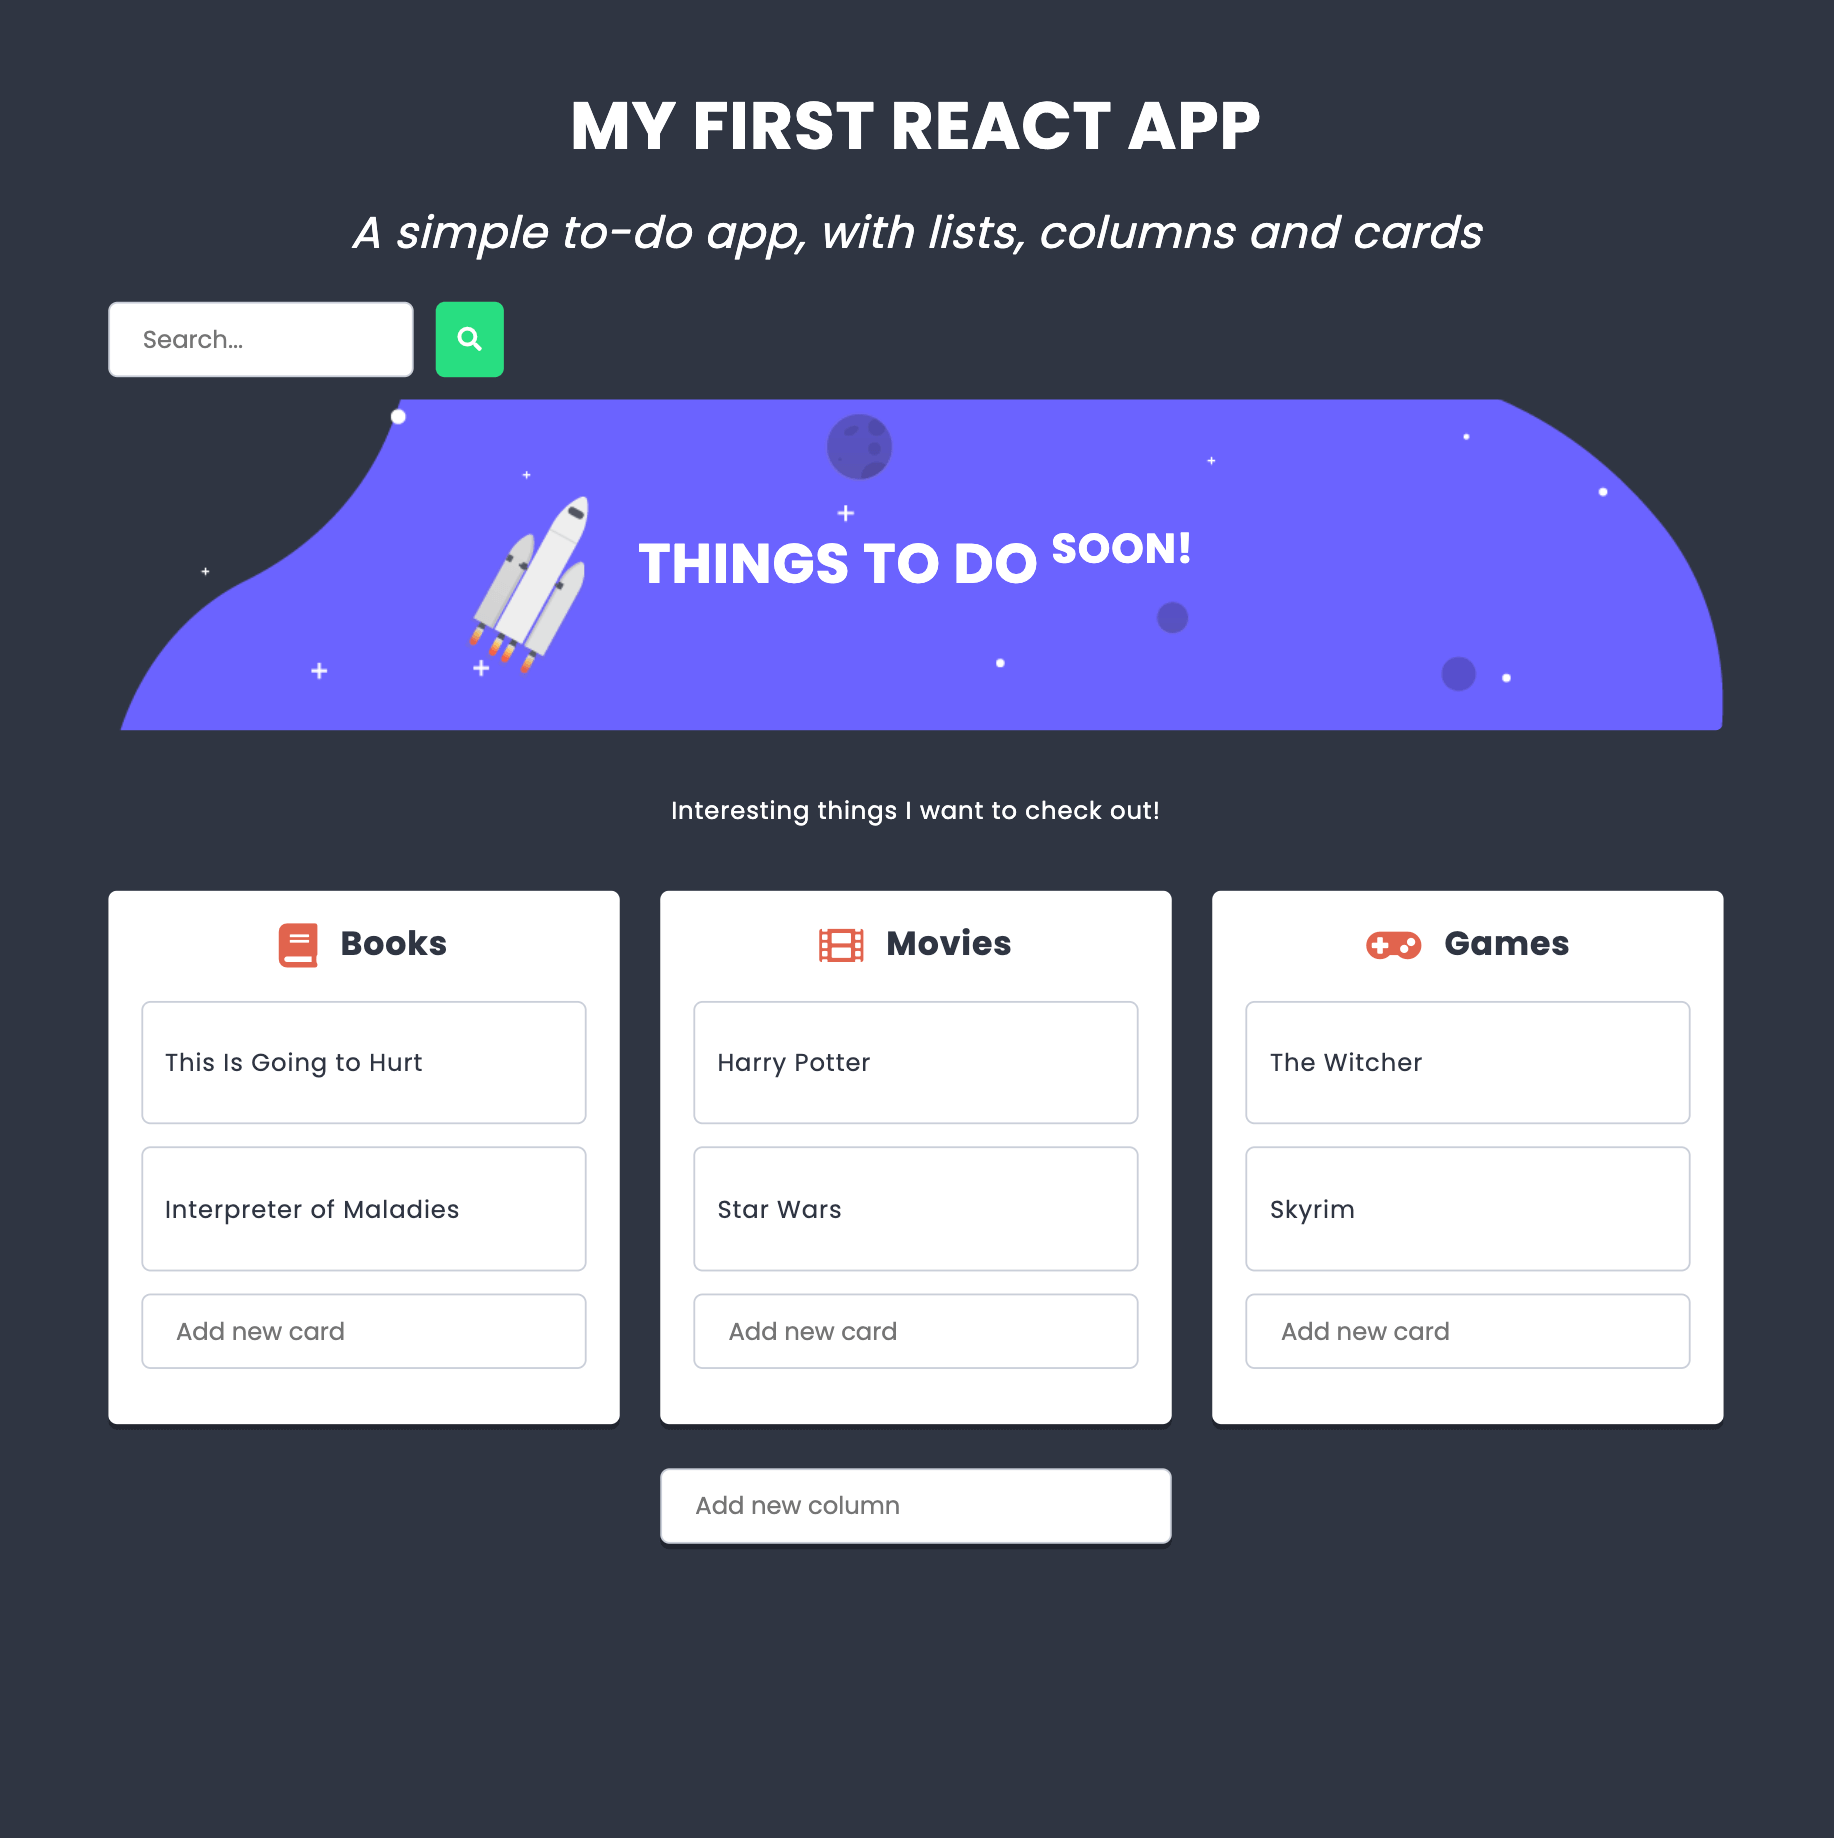 MY FIRST REACT APP
A simple to-do app, with lists, columns and cards
Search...
THINGS TO DO SOON!
Interesting things I want to check out!
Books
This Is Going to Hurt
Interpreter of Maladies
Add new card
Movies
Harry Potter
Star Wars
Add new card
Games
The Witcher
Skyrim
Add new card
Add new column